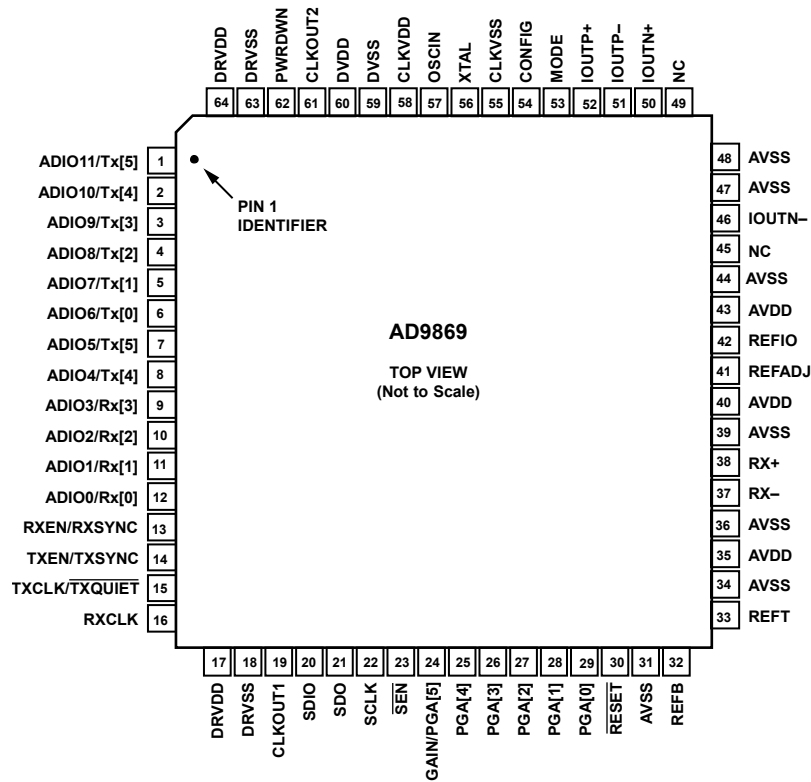 DRVDD
DRVSS
PWRDWN
CLKOUT2
DVDD
DVSS
CLKVDD
OSCIN
XTAL
CLKVSS
CONFIG
MODE
IOUTP+
IOUTP–
IOUTN+
NC
64 63 62 61 60 59 58 57 56 55 54 53 52 51 50 49
ADIO11/Tx[5] 1
ADIO10/Tx[4] 2
ADIO9/Tx[3] 3
ADIO8/Tx[2] 4
ADIO7/Tx[1] 5
ADIO6/Tx[0] 6
ADIO5/Tx[5] 7
ADIO4/Tx[4] 8
ADIO3/Rx[3] 9
ADIO2/Rx[2] 10
ADIO1/Rx[1] 11
ADIO0/Rx[0] 12
RXEN/RXSYNC 13
TXEN/TXSYNC 14
TXCLK/TXQUIET 15
RXCLK 16
PIN 1
IDENTIFIER
AD9869
TOP VIEW
(Not to Scale)
48 AVSS
47 AVSS
46 IOUTN–
45 NC
44 AVSS
43 AVDD
42 REFIO
41 REFADJ
40 AVDD
39 AVSS
38 RX+
37 RX–
36 AVSS
35 AVDD
34 AVSS
33 REFT
17 18 19 20 21 22 23 24 25 26 27 28 29 30 31 32
DRVDD
DRVSS
CLKOUT1
SDIO
SDO
SCLK
SEN
GAIN/PGA[5]
PGA[4]
PGA[3]
PGA[2]
PGA[1]
PGA[0]
RESET
AVSS
REFB